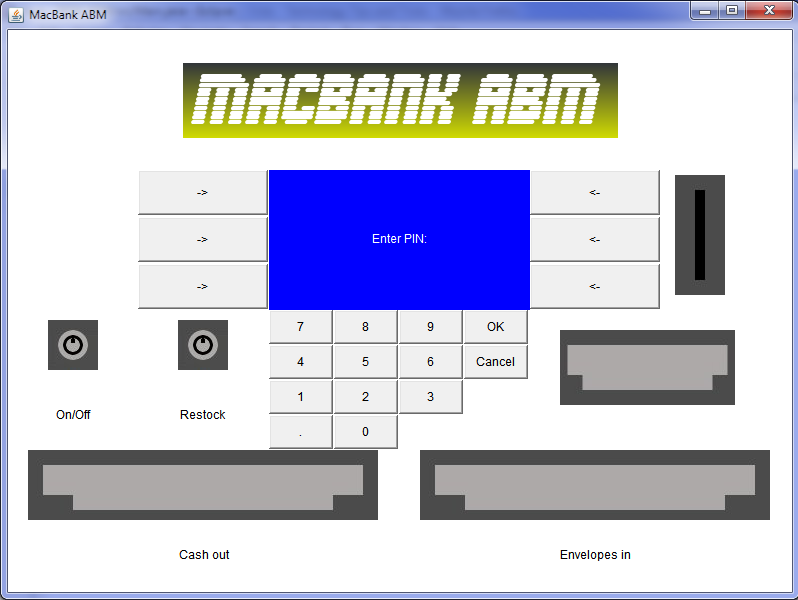 MacBank ABM
MACBANK ABM
->
<-
Enter PIN:
->
<-
->
<-
7 8 9 OK
4 5 6 Cancel
1 2 3
. 0
On/Off
Restock
Cash out
Envelopes in